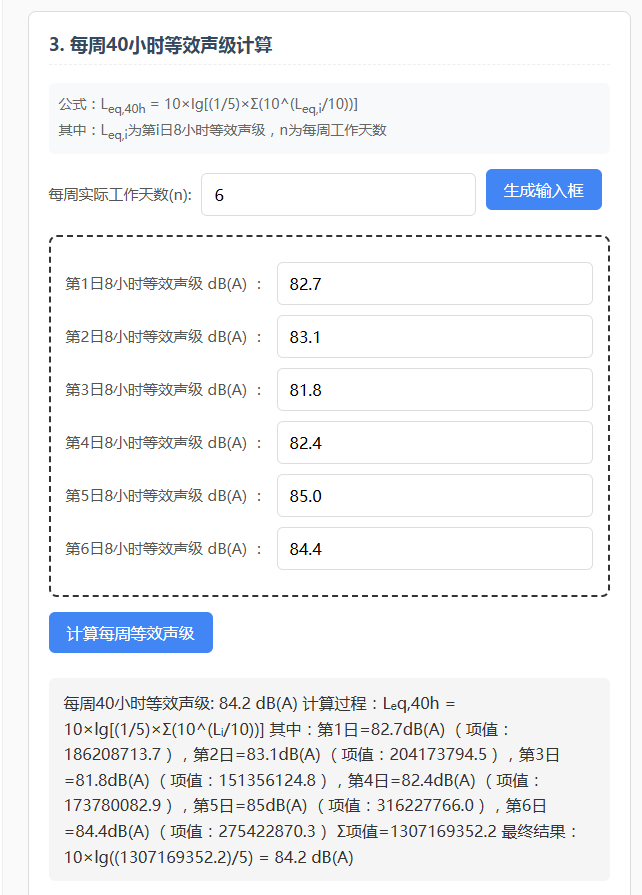 3. 每周40小时等效声级计算
公式：Leq,40h = 10×lg[(1/5)×Σ(10^(Leq,i/10))]
其中：Leq,i为第i日8小时等效声级，n为每周工作天数
每周实际工作天数(n): 6 生成输入框
第1日8小时等效声级 dB(A) ： 82.7
第2日8小时等效声级 dB(A) ： 83.1
第3日8小时等效声级 dB(A) ： 81.8
第4日8小时等效声级 dB(A) ： 82.4
第5日8小时等效声级 dB(A) ： 85.0
第6日8小时等效声级 dB(A) ： 84.4
计算每周等效声级
每周40小时等效声级: 84.2 dB(A) 计算过程：Lₑq,40h =
10×lg[(1/5)×Σ(10^(Lᵢ/10))] 其中：第1日=82.7dB(A)（项值：
186208713.7），第2日=83.1dB(A)（项值：204173794.5），第3日
=81.8dB(A)（项值：151356124.8），第4日=82.4dB(A)（项值：
173780082.9），第5日=85dB(A)（项值：316227766.0），第6日
=84.4dB(A)（项值：275422870.3） Σ项值=1307169352.2 最终结果：
10×lg((1307169352.2)/5) = 84.2 dB(A)